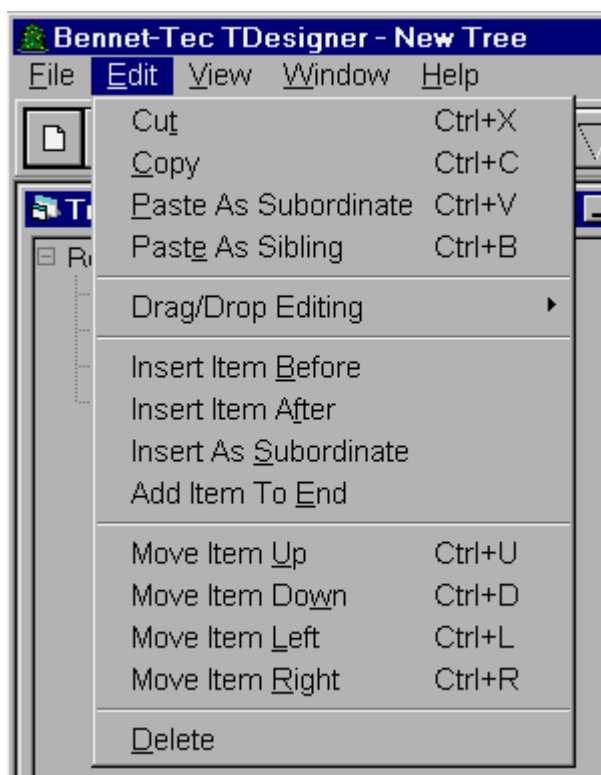 Bennet-Tec TDesigner - New Tree
File Edit View Window Help
Cut Ctrl+X
Copy Ctrl+C
Paste As Subordinate Ctrl+V
Paste As Sibling Ctrl+B
Drag/Drop Editing
Insert Item Before
Insert Item After
Insert As Subordinate
Add Item To End
Move Item Up Ctrl+U
Move Item Down Ctrl+D
Move Item Left Ctrl+L
Move Item Right Ctrl+R
Delete